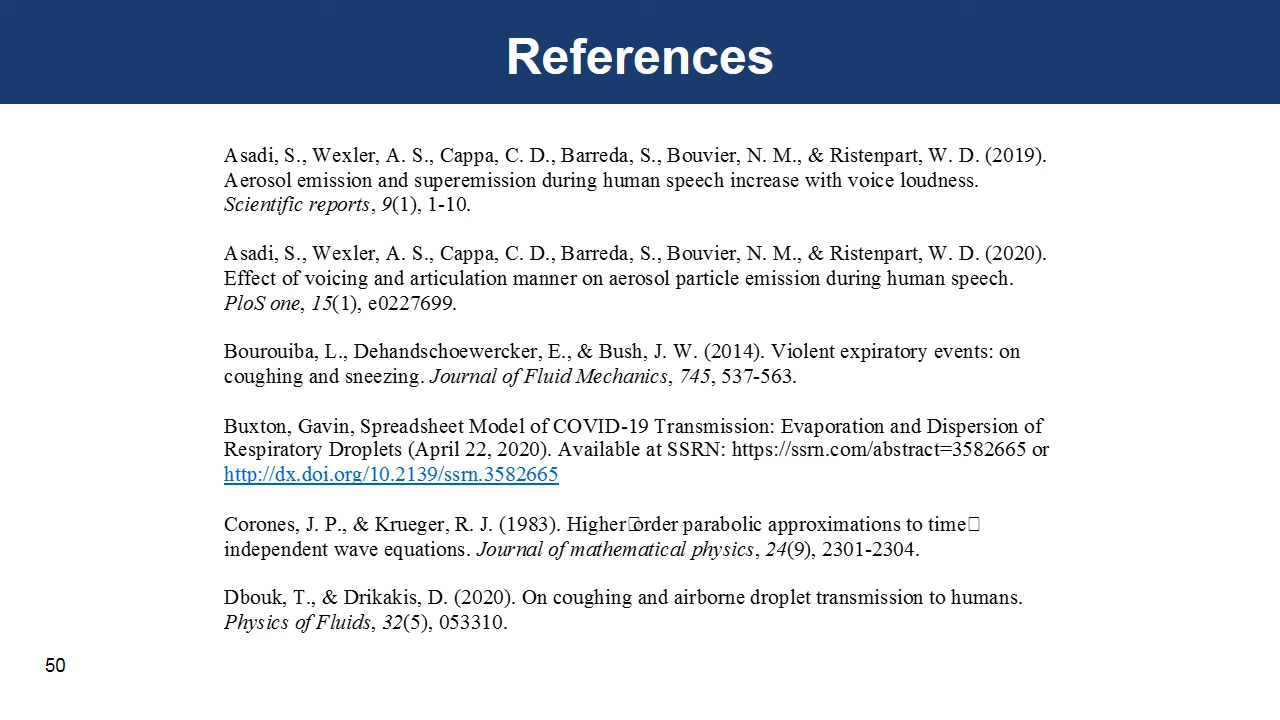 References
Asadi, S., Wexler, A. S., Cappa, C. D., Barreda, S., Bouvier, N. M., & Ristenpart, W. D. (2019).
Aerosol emission and superemission during human speech increase with voice loudness.
Scientific reports, 9(1), 1-10.
Asadi, S., Wexler, A. S., Cappa, C. D., Barreda, S., Bouvier, N. M., & Ristenpart, W. D. (2020).
Effect of voicing and articulation manner on aerosol particle emission during human speech.
PloS one, 15(1), e0227699.
Bourouiba, L., Dehandschoewercker, E., & Bush, J. W. (2014). Violent expiratory events: on
coughing and sneezing. Journal of Fluid Mechanics, 745, 537-563.
Buxton, Gavin, Spreadsheet Model of COVID-19 Transmission: Evaporation and Dispersion of
Respiratory Droplets (April 22, 2020). Available at SSRN: https://ssrn.com/abstract=3582665 or
http://dx.doi.org/10.2139/ssrn.3582665
Corones, J. P., & Krueger, R. J. (1983). Higher□order parabolic approximations to time□
independent wave equations. Journal of mathematical physics, 24(9), 2301-2304.
Dbouk, T., & Drikakis, D. (2020). On coughing and airborne droplet transmission to humans.
Physics of Fluids, 32(5), 053310.
50